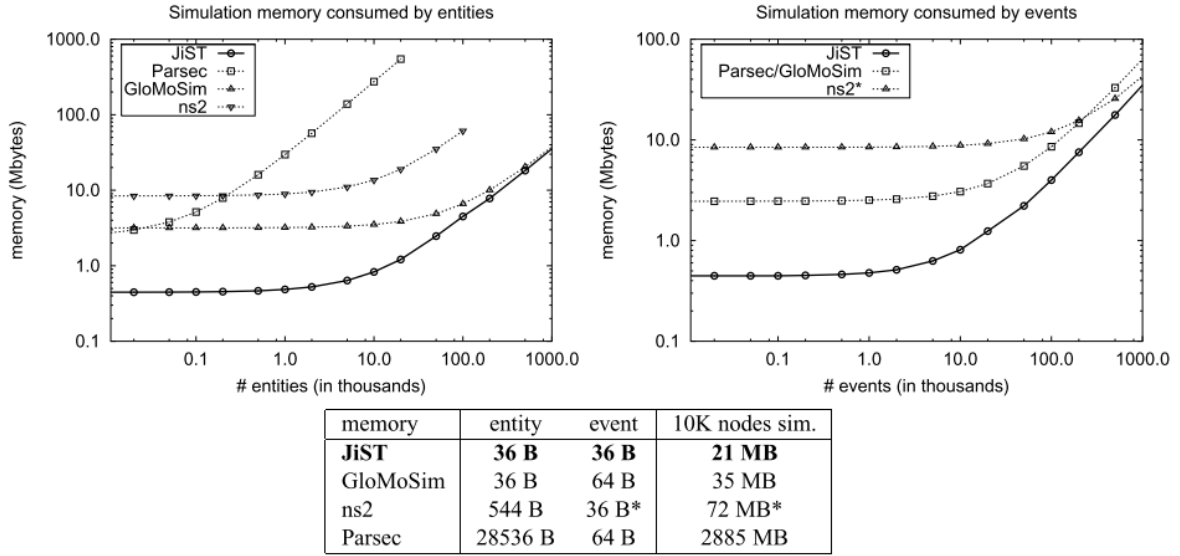 Simulation memory consumed by entities
1000.0
100.0
10.0
1.0
0.1
memory (Mbytes)
JiST
Parsec
GloMoSim
ns2
0.1 1.0 10.0 100.0 1000.0
# entities (in thousands)
Simulation memory consumed by events
100.0
10.0
1.0
0.1
memory (Mbytes)
JiST
Parsec/GloMoSim
ns2*
0.1 1.0 10.0 100.0 1000.0
# events (in thousands)
memory entity event 10K nodes sim.
JiST 36 B 36 B 21 MB
GloMoSim 36 B 64 B 35 MB
ns2 544 B 36 B* 72 MB*
Parsec 28536 B 64 B 2885 MB